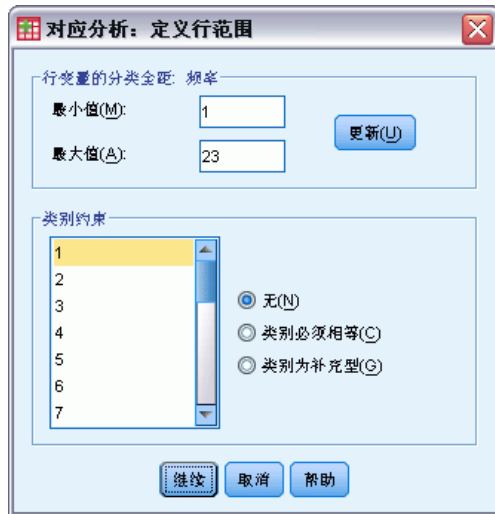 对应分析：定义行范围
行变量的分类全距: 频率
最小值(M):
1
最大值(A):
23
更新(U)
类别约束
1
2
3
4
5
6
7
无(N)
类别必须相等(C)
类别为补充型(G)
继续
取消
帮助